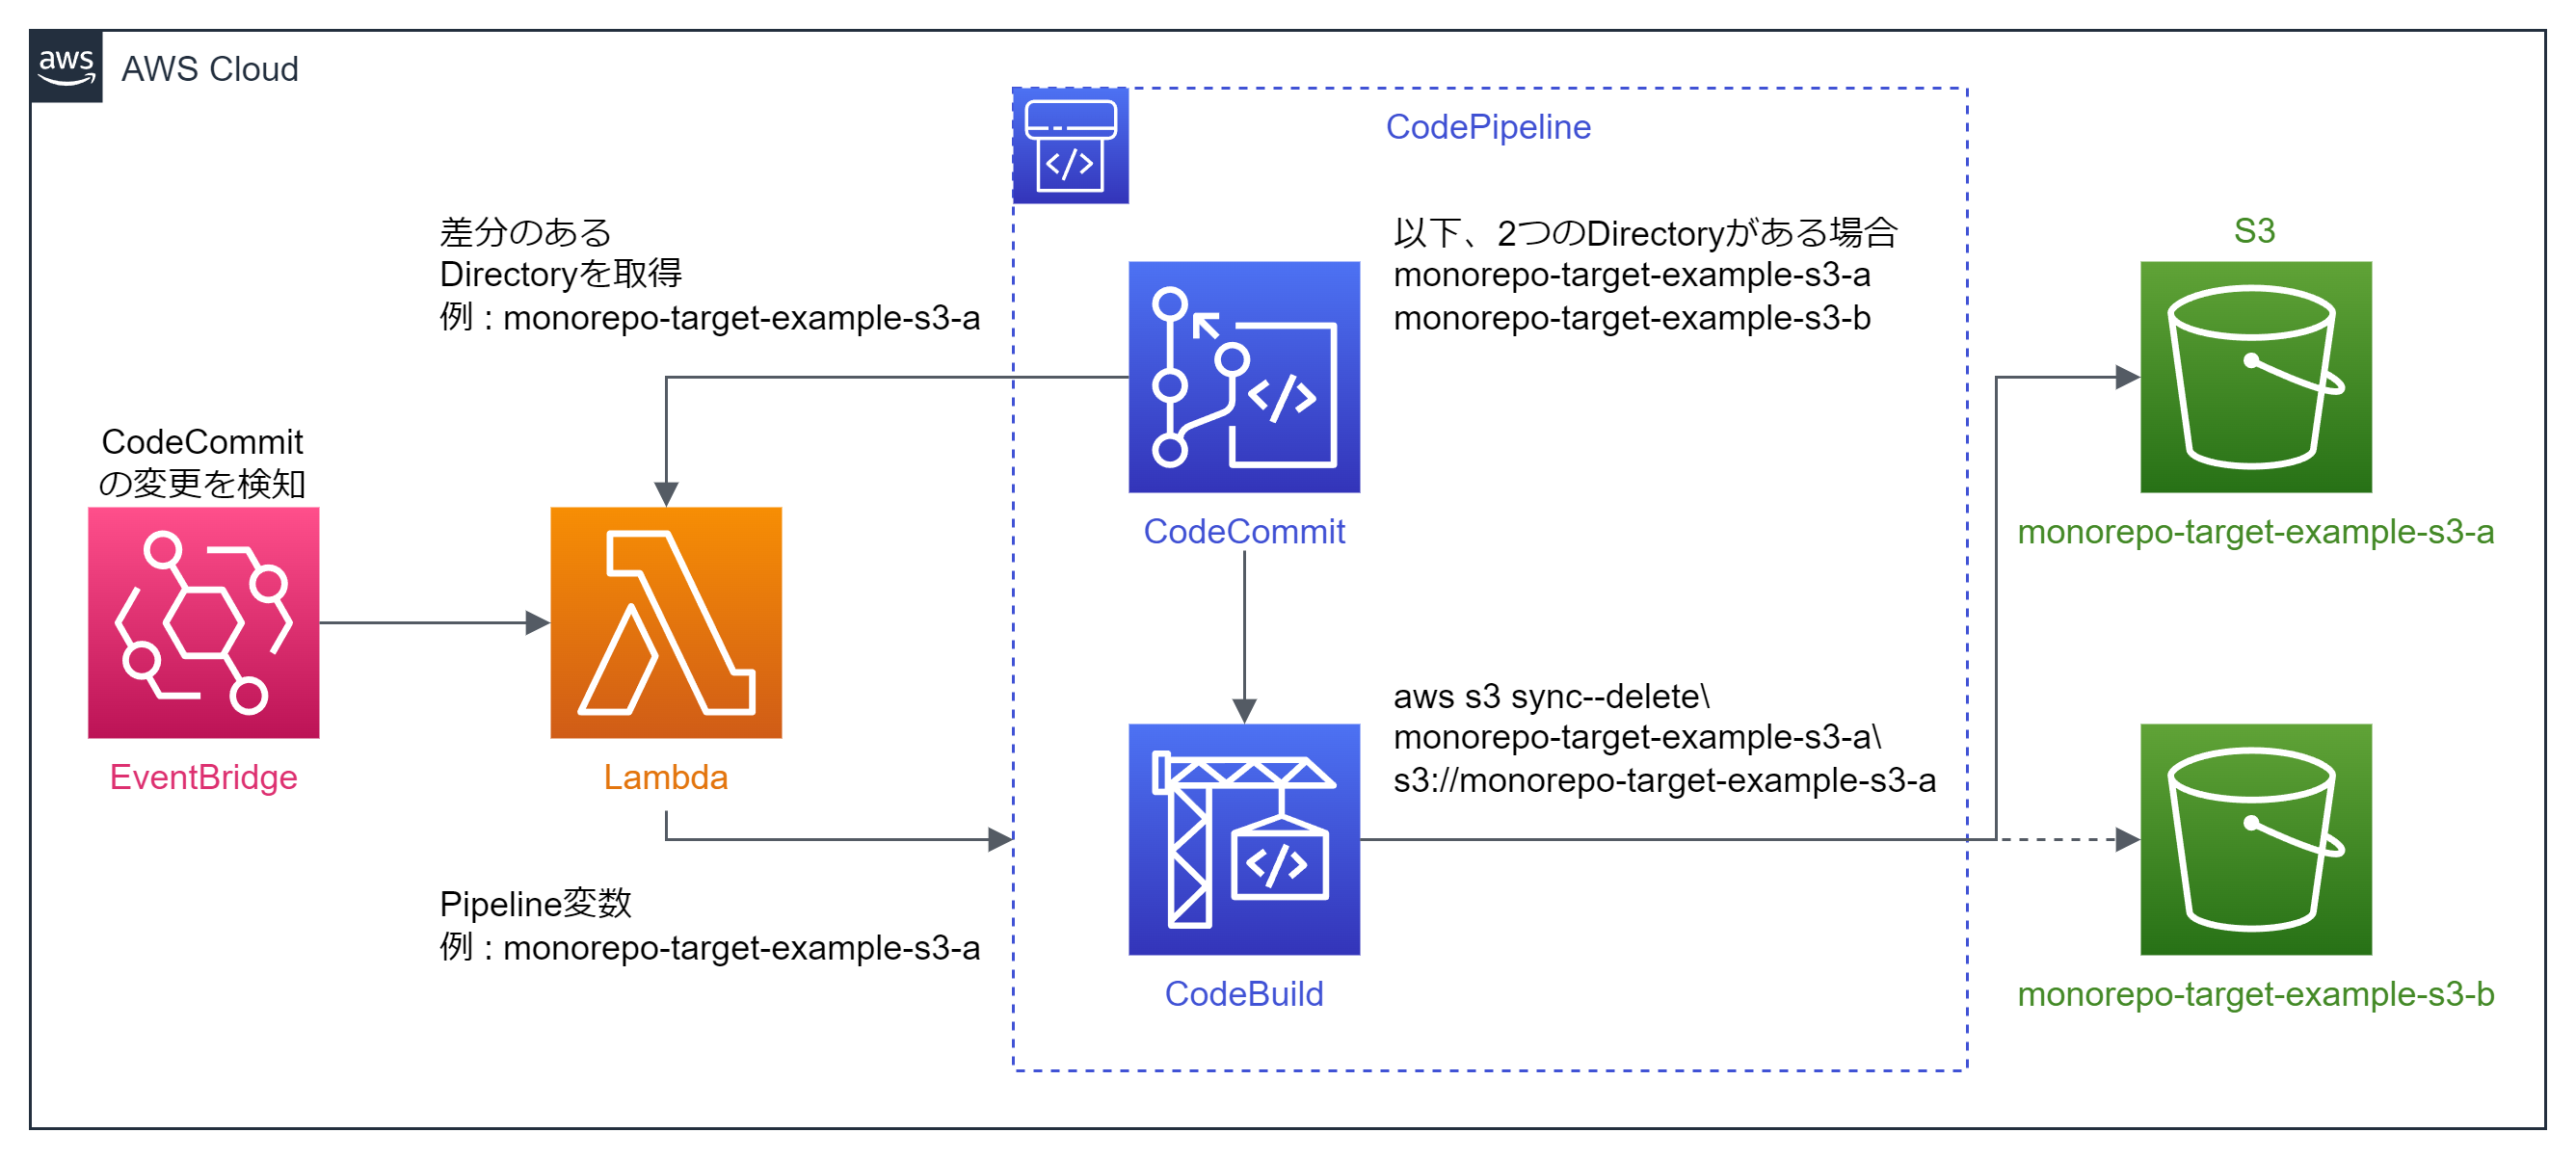 aws
AWS Cloud
CodePipeline
差分のある
Directoryを取得
例：monorepo-target-example-s3-a
以下、2つのDirectoryがある場合
monorepo-target-example-s3-a
monorepo-target-example-s3-b
S3
CodeCommit
の変更を検知
CodeCommit
monorepo-target-example-s3-a
EventBridge
Lambda
aws s3 sync--delete\
monorepo-target-example-s3-a\
s3://monorepo-target-example-s3-a
Pipeline変数
例：monorepo-target-example-s3-a
CodeBuild
monorepo-target-example-s3-b